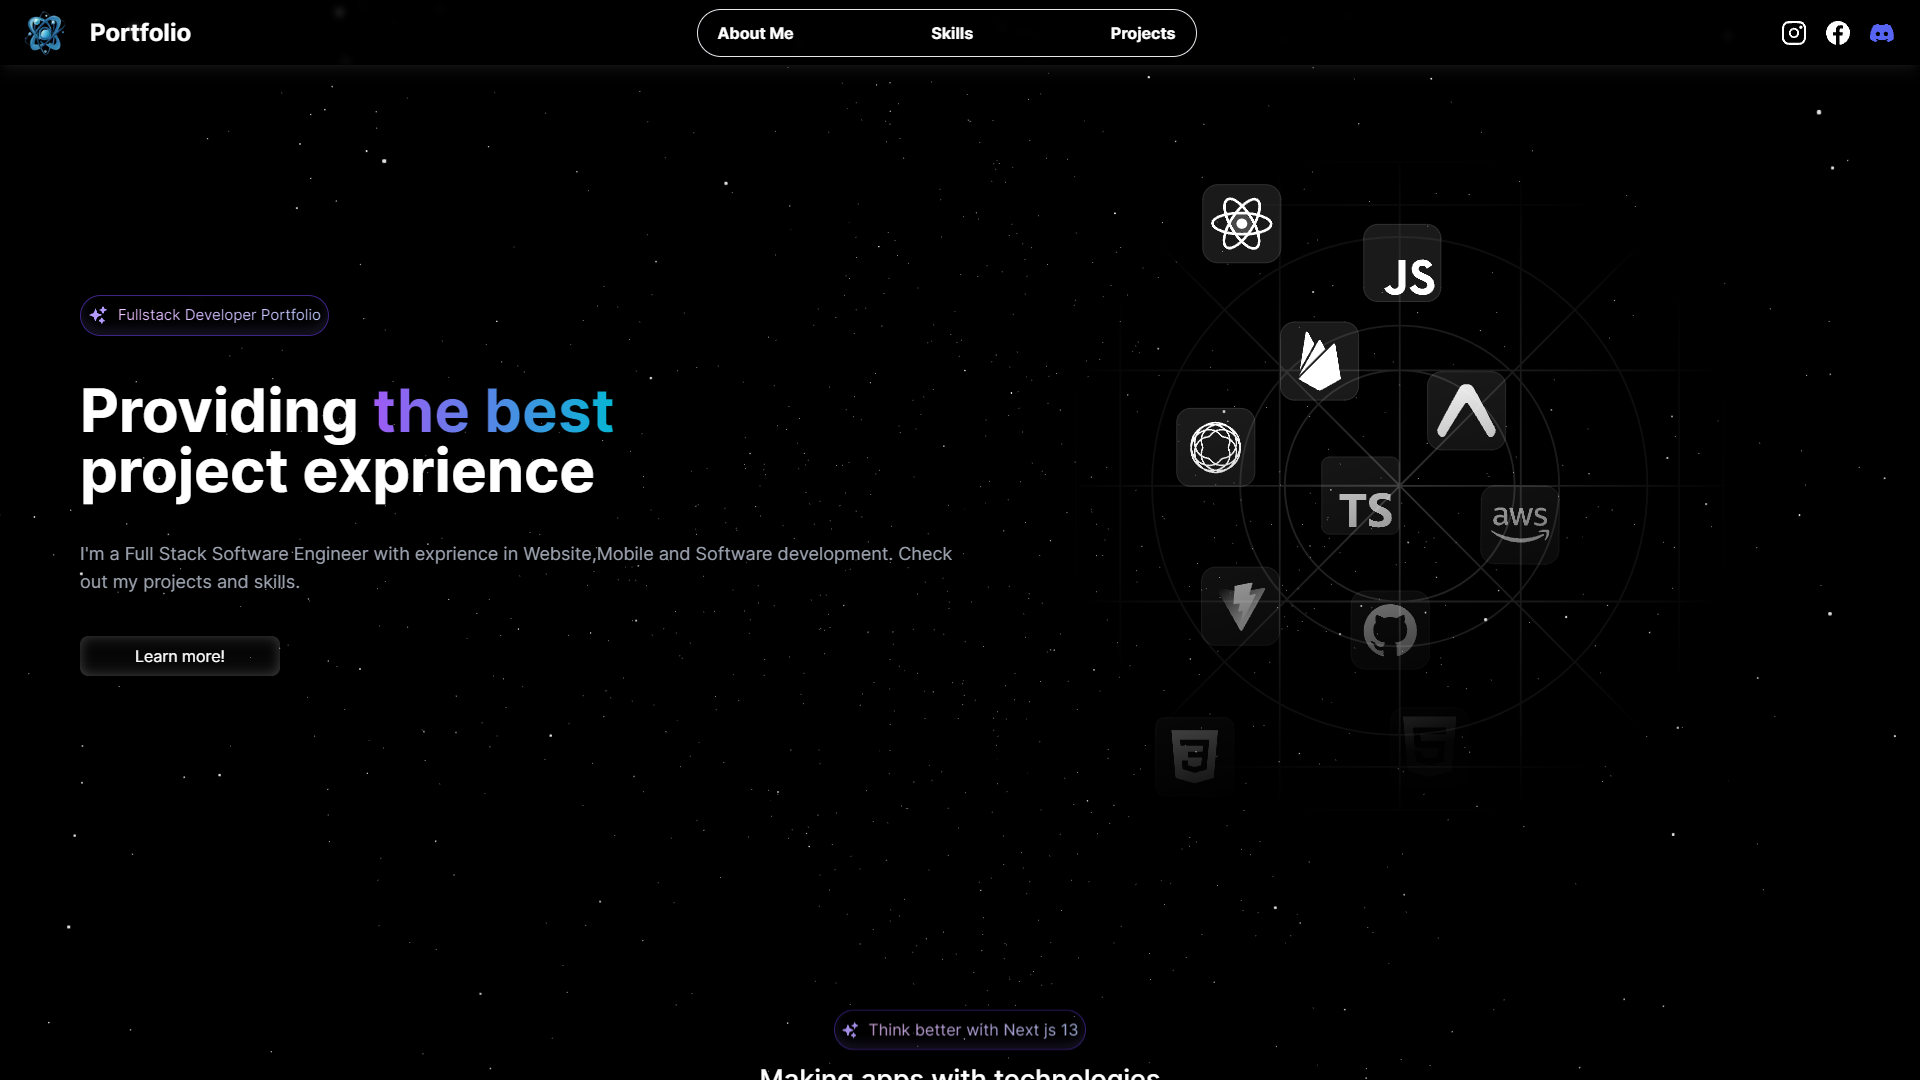 Portfolio
About Me
Skills
Projects
Fullstack Developer Portfolio
Providing the best
project exprience
I'm a Full Stack Software Engineer with exprience in Website,Mobile and Software development. Check
out my projects and skills.
Learn more!
JS
TS
aws
3
5
Think better with Next js 13
Making apps with technologies